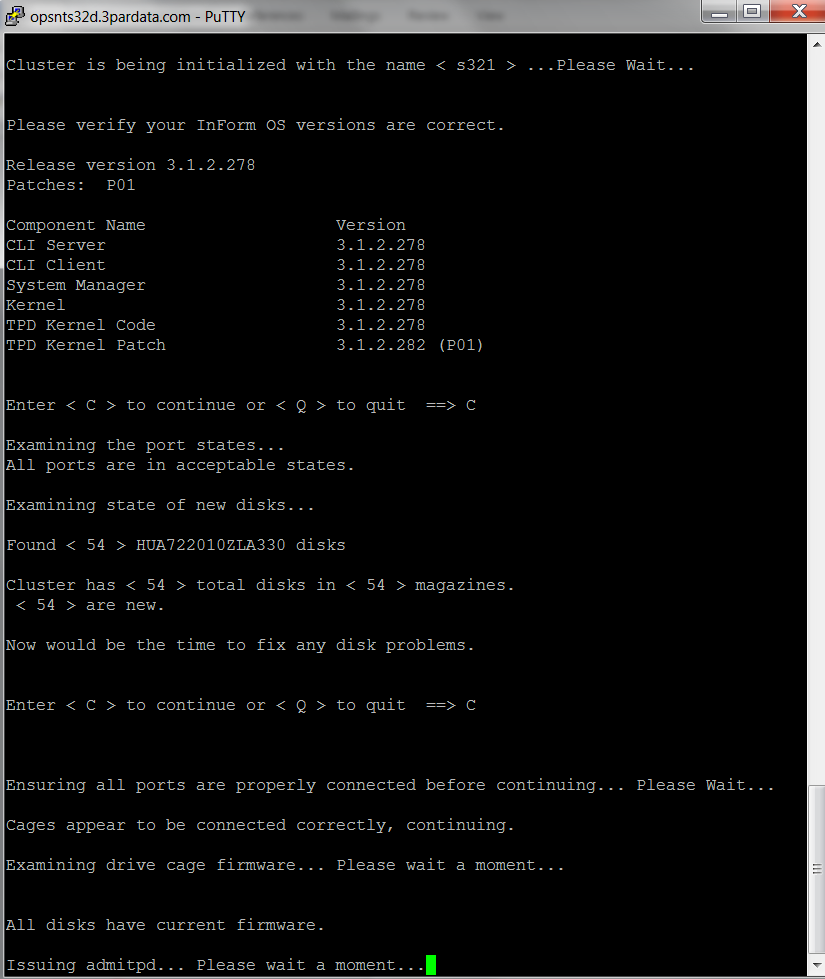 opsnts32d.3pardata.com - PuTTY
Cluster is being initialized with the name < s321 > ...Please Wait...
Please verify your InForm OS versions are correct.
Release version 3.1.2.278
Patches:  P01
Component Name                   Version
CLI Server                       3.1.2.278
CLI Client                       3.1.2.278
System Manager                   3.1.2.278
Kernel                           3.1.2.278
TPD Kernel Code                  3.1.2.278
TPD Kernel Patch                 3.1.2.282 (P01)
Enter < C > to continue or < Q > to quit  ==> C
Examining the port states...
All ports are in acceptable states.
Examining state of new disks...
Found < 54 > HUA722010ZLA330 disks
Cluster has < 54 > total disks in < 54 > magazines.
 < 54 > are new.
Now would be the time to fix any disk problems.
Enter < C > to continue or < Q > to quit  ==> C
Ensuring all ports are properly connected before continuing... Please Wait...
Cages appear to be connected correctly, continuing.
Examining drive cage firmware... Please wait a moment...
All disks have current firmware.
Issuing admitpd... Please wait a moment...